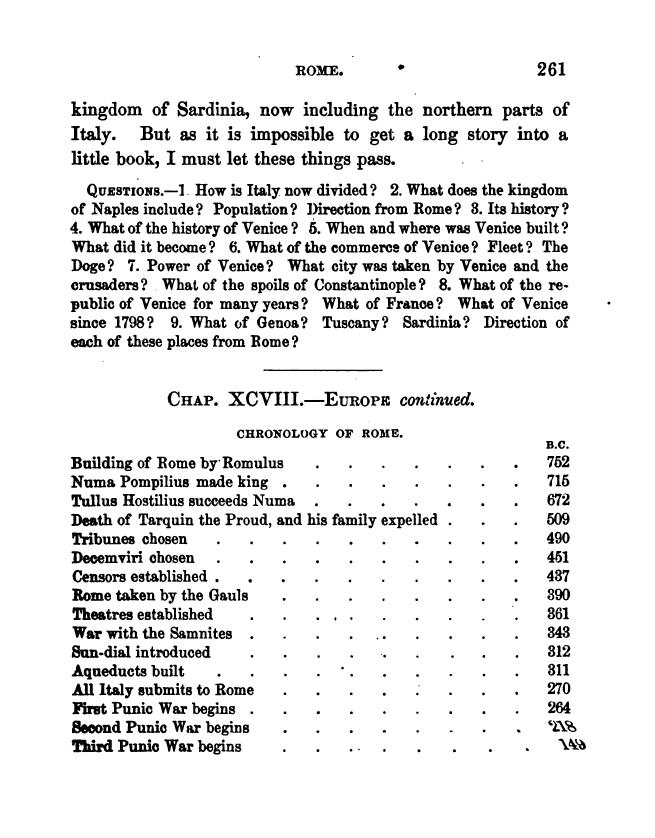 ROME. 261
kingdom of Sardinia, now including the northern parts of
Italy. But as it is impossible to get a long story into a
little book, I must let these things pass.
QUESTIONS.—1 How is Italy now divided? 2. What does the kingdom
of Naples include? Population? Direction from Rome? 3. Its history?
4. What of the history of Venice? 5. When and where was Venice built?
What did it become? 6. What of the commerce of Venice? Fleet? The
Doge? 7. Power of Venice? What city was taken by Venice and the
crusaders? What of the spoils of Constantinople? 8. What of the re-
public of Venice for many years? What of France? What of Venice
since 1798? 9. What of Genoa? Tuscany? Sardinia? Direction of
each of these places from Rome?
CHAP. XCVIII.—EUROPE continued.
CHRONOLOGY OF ROME.
B.C.
Building of Rome by Romulus . . . . . . . 752
Numa Pompilius made king . . . . . . . . 715
Tullus Hostilius succeeds Numa . . . . . . . 672
Death of Tarquin the Proud, and his family expelled . . . 509
Tribunes chosen . . . . . . . . . . 490
Decemviri chosen . . . . . . . . . . 451
Censors established . . . . . . . . . . 437
Rome taken by the Gauls . . . . . . . . 390
Theatres established . . . . . . . . . 361
War with the Samnites . . . . . . . . . 343
Sun-dial introduced . . . . . . . . . 312
Aqueducts built . . . . . . . . . . 311
All Italy submits to Rome . . . . . . . . 270
First Punic War begins . . . . . . . . . 264
Second Punic War begins . . . . . . . . 218
Third Punic War begins . . . . . . . . 149